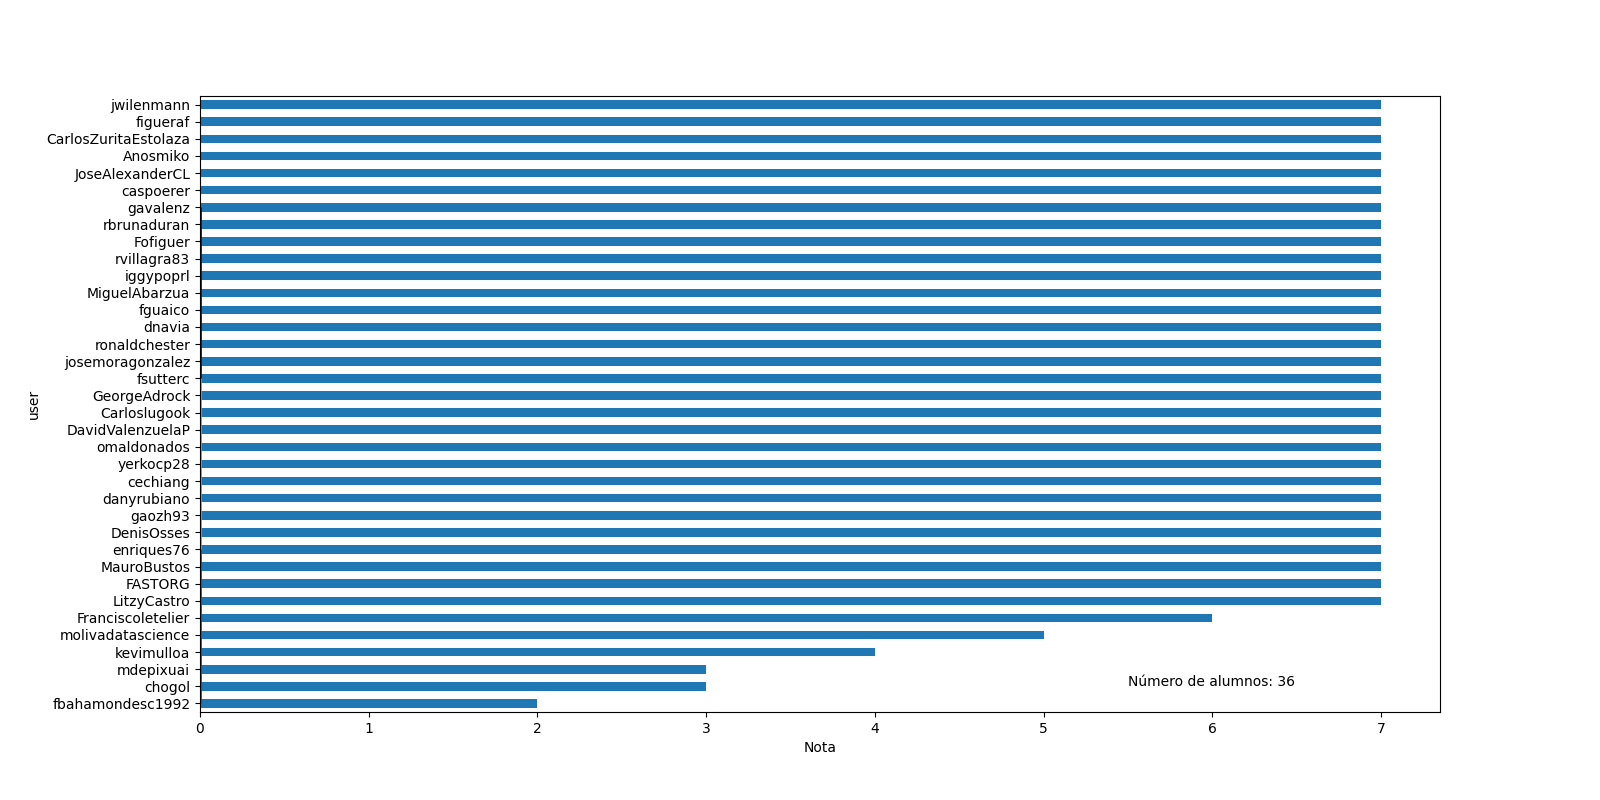 jwilenmann
figueraf
CarlosZuritaEstolaza
Anosmiko
JoseAlexanderCL
caspoerer
gavalenz
rbrunaduran
Fofiguer
rvillagra83
iggypoprl
MiguelAbarzua
fguaico
dnavia
ronaldchester
josemoragonzalez
fsutterc
GeorgeAdrock
Carloslugook
DavidValenzuelaP
omaldonados
yerkocp28
cechiang
danyrubiano
gaozh93
DenisOsses
enriques76
MauroBustos
FASTORG
LitzyCastro
Franciscoletelier
molivadatascience
kevimulloa
mdepixuai
chogol
fbahamondesc1992
user
Número de alumnos: 36
0 1 2 3 4 5 6 7
Nota